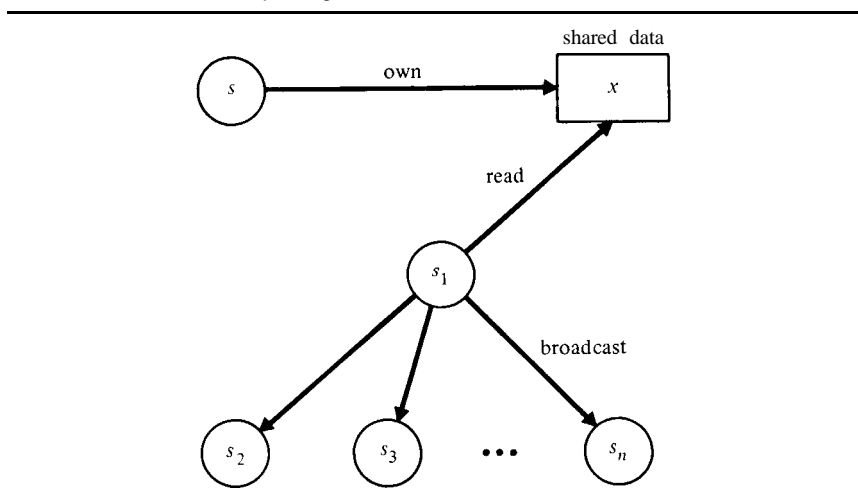 shared data
s
own
x
read
s1
broadcast
s2
s3
...
sn